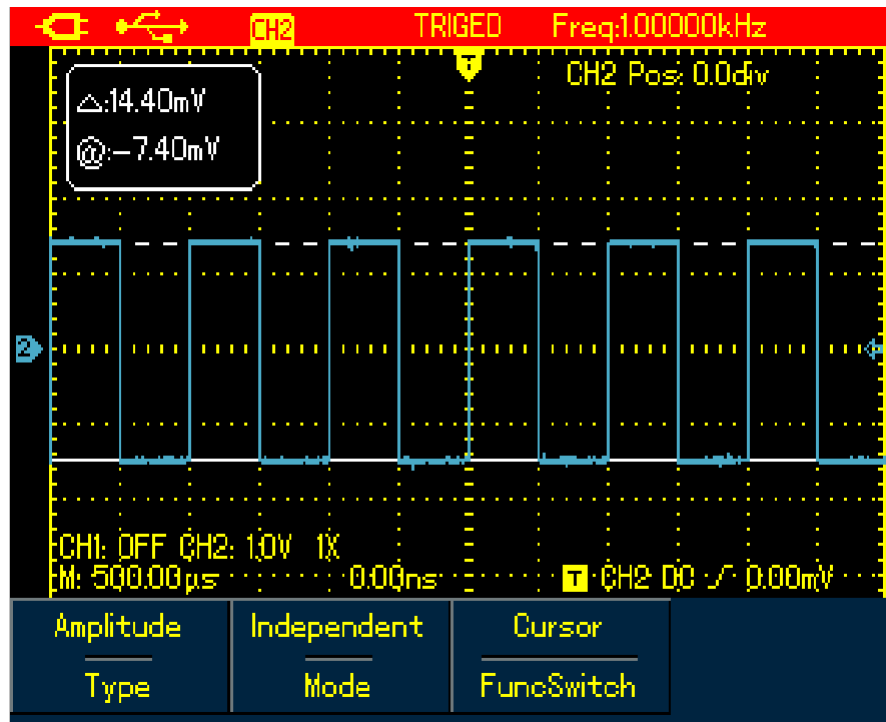 CH2 TRIGED Freq:1.00000kHz
T
CH2 Pos: 0.0div
△:14.40mV
@:-7.40mV
2
CH1: OFF CH2: 1.0V 1X
M: 500.00µs 0.00ns T CH2 DC 0.00mV
Amplitude Independent Cursor
Type Mode FuncSwitch